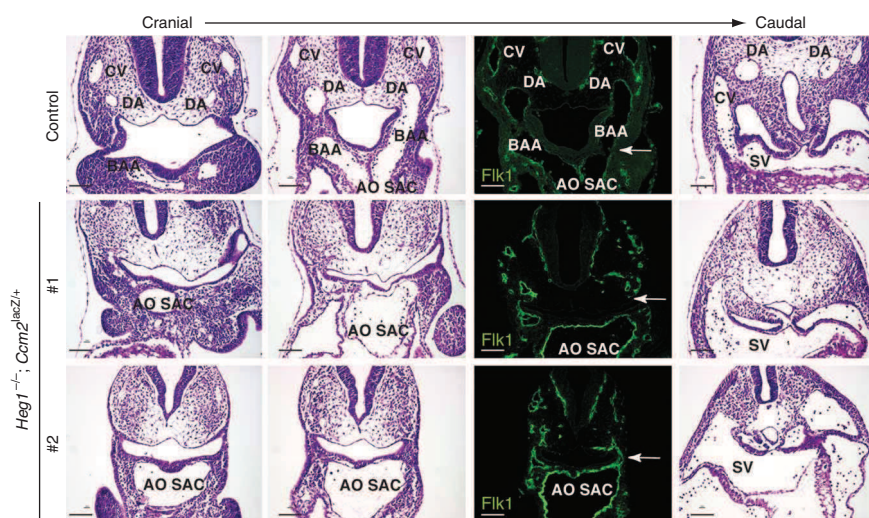 Cranial Caudal
Control
CV CV
DA DA
BAA
BAA
BAA
AO SAC
CV CV
DA DA
BAA BAA
Flk1 AO SAC
DA DA
CV
SV
Heg1−/−; Ccm2lacZ/+
#1
AO SAC
AO SAC
Flk1 AO SAC
SV
#2
AO SAC
AO SAC
Flk1 AO SAC
SV
CV CV
DA DA